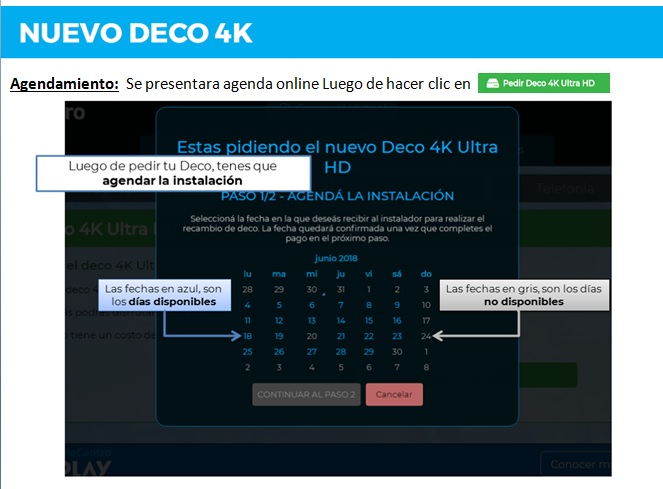 NUEVO DECO 4K
Agendamiento: Se presentara agenda online Luego de hacer clic en Pedir Deco 4K Ultra HD
ro
Estas pidiendo el nuevo Deco 4K Ultra
HD
Luego de pedir tu Deco, tenes que
agendar la instalación
Telefonía
PASO 1/2 - AGENDÁ LA INSTALACIÓN
o 4K Ultra
Seleccioná la fecha en la que deseás recibir al instalador para realizar el
recambio de deco. La fecha quedará confirmada una vez que completes el
pago en el próximo paso.
junio 2018
el deco 4K U
lu ma mi ju vi sá do
Las fechas en azul, son
los días disponibles
Las fechas en gris, son los días
no disponibles
28 29 30 31 1 2 3
4 5 6 7 8 9 10
11 12 13 14 15 16 17
18 19 20 21 22 23 24
25 26 27 28 29 30 1
2 3 4 5 6 7 8
deco 4
as podrás disfruta
o tiene un costo de
CONTINUAR AL PASO 2 Cancelar
eCentro
PLAY
Conocer m